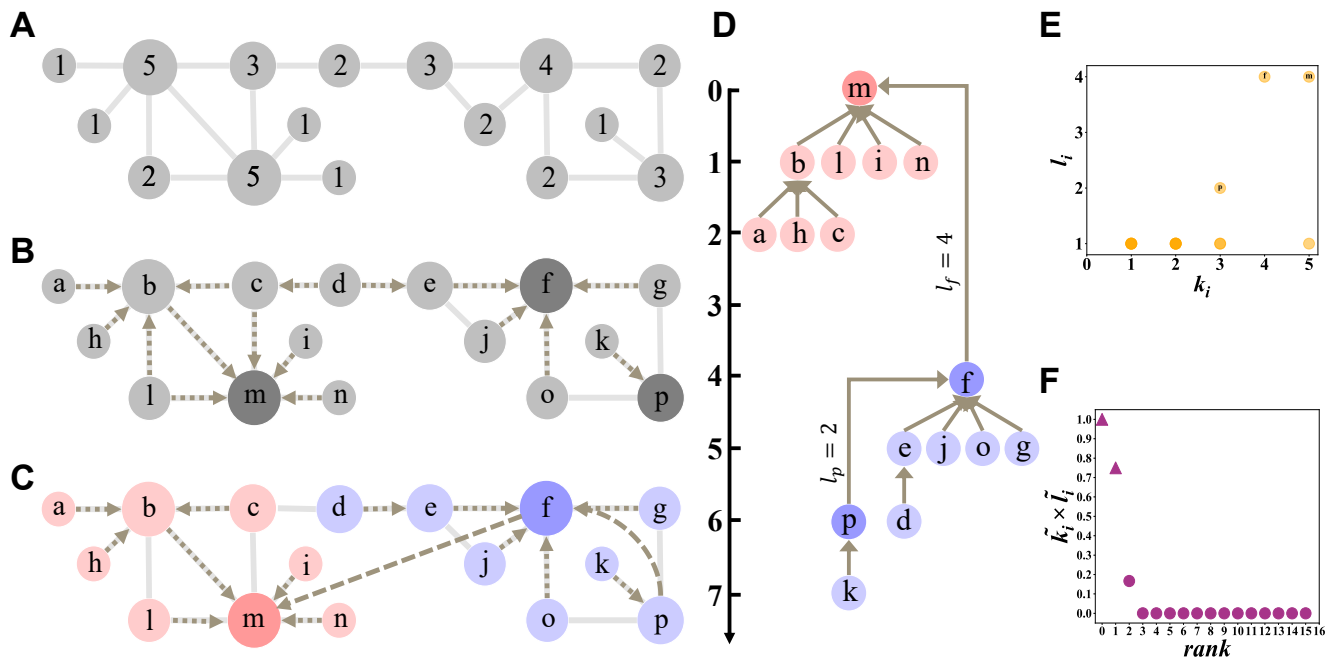 A
1 5 3 2 3 4 2
1 1 2 1
2 5 1 2 3
B
a b c d e f g
h i j k
l m n o p
C
a b c d e f g
h i j k
l m n o p
D
0
m
1
b l i n
2
a h c
3
l_f = 4
4
f
5
e j o g
l_p = 2
6
p d
7
k
E
l_i
4
3
2
1
f m
p
0 1 2 3 4 5
k_i
F
k̃_i × l̃_i
1.0
0.9
0.8
0.7
0.6
0.5
0.4
0.3
0.2
0.1
0.0
0 1 2 3 4 5 6 7 8 9 10 11 12 13 14 15 16
rank